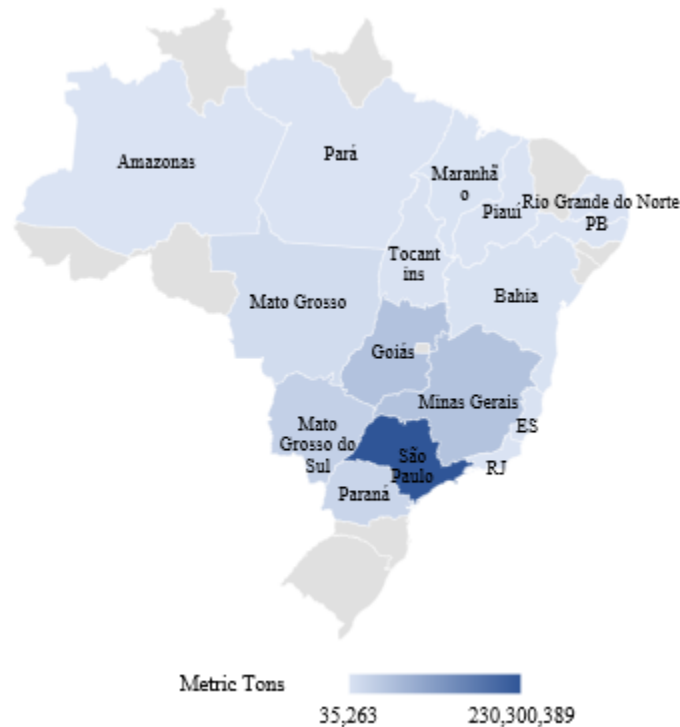 Amazonas
Pará
Maranhã
o
Piauí
Rio Grande do Norte
PB
Tocant
ins
Bahia
Mato Grosso
Goiás
Minas Gerais
ES
Mato
Grosso do
Sul
São
Paulo
RJ
Paraná
Metric Tons
35,263
230,300,389